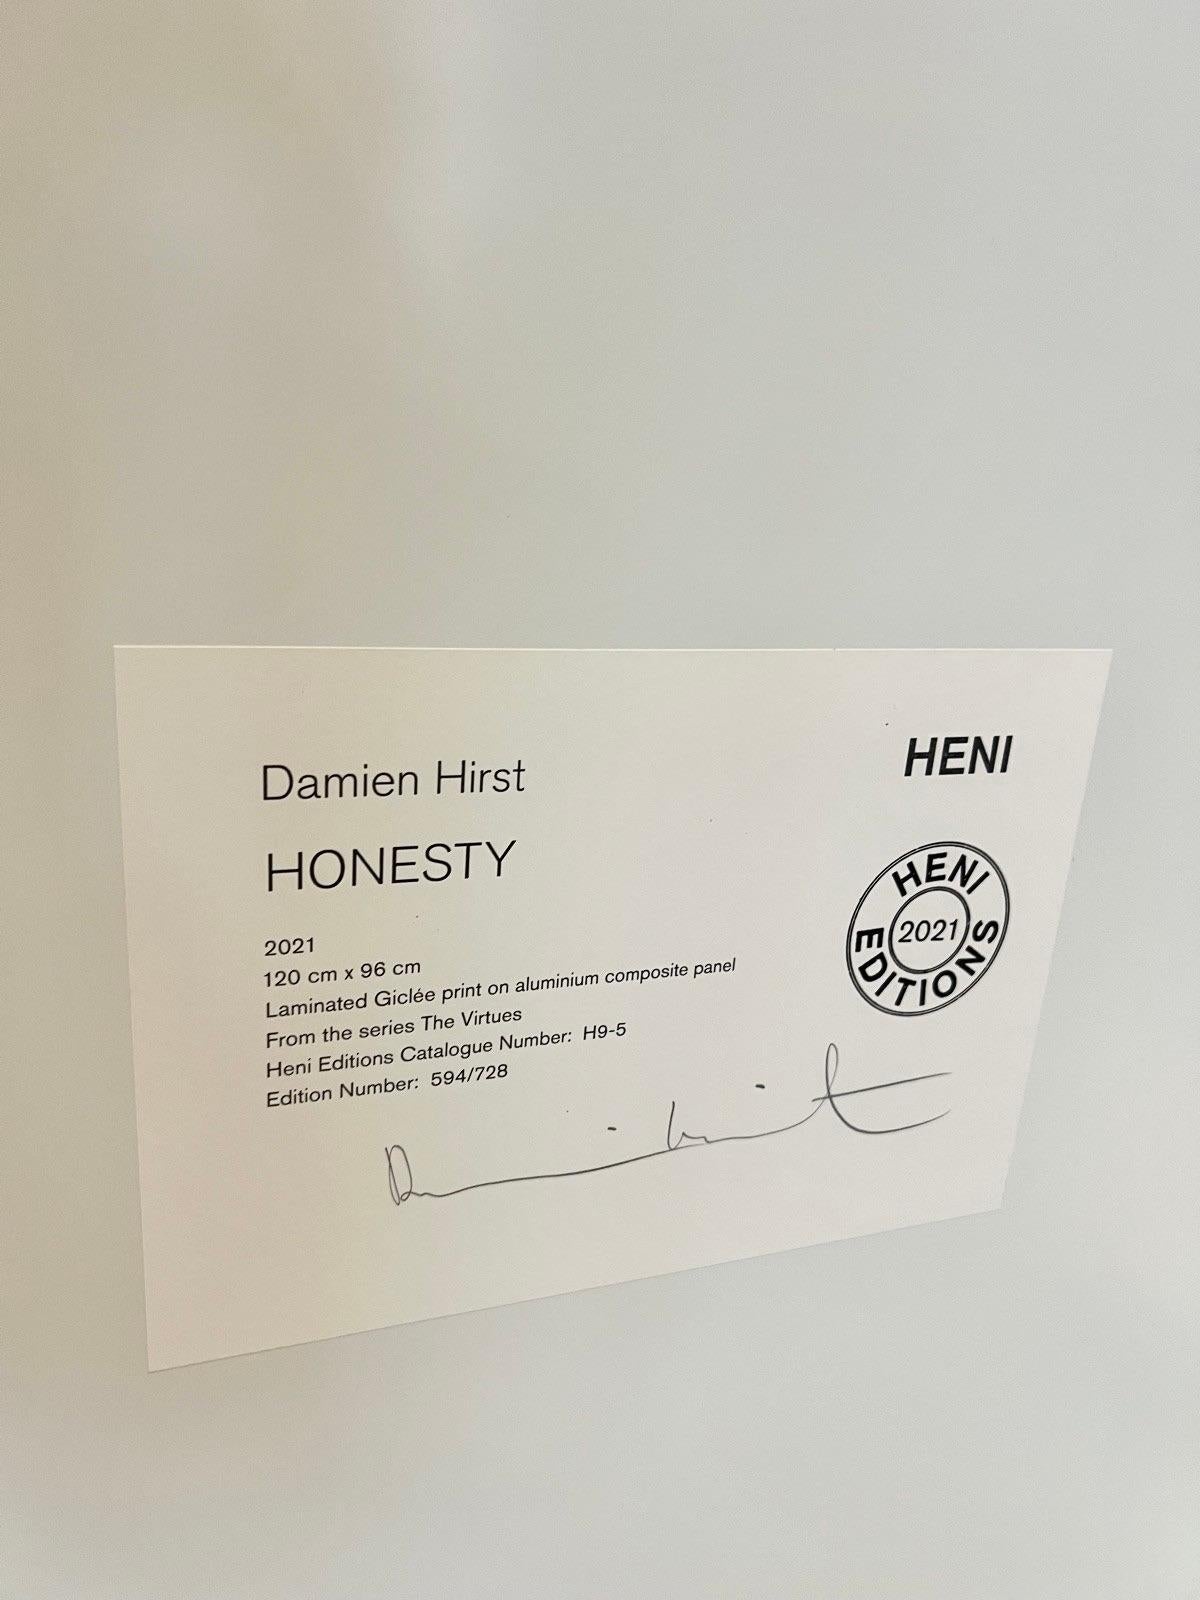 Damien Hirst
HONESTY
2021
120 cm x 96 cm
Laminated Giclée print on aluminium composite panel
From the series The Virtues
Heni Editions Catalogue Number: H9-5
Edition Number: 594/728
HENI
HENI
2021
EDITIONS